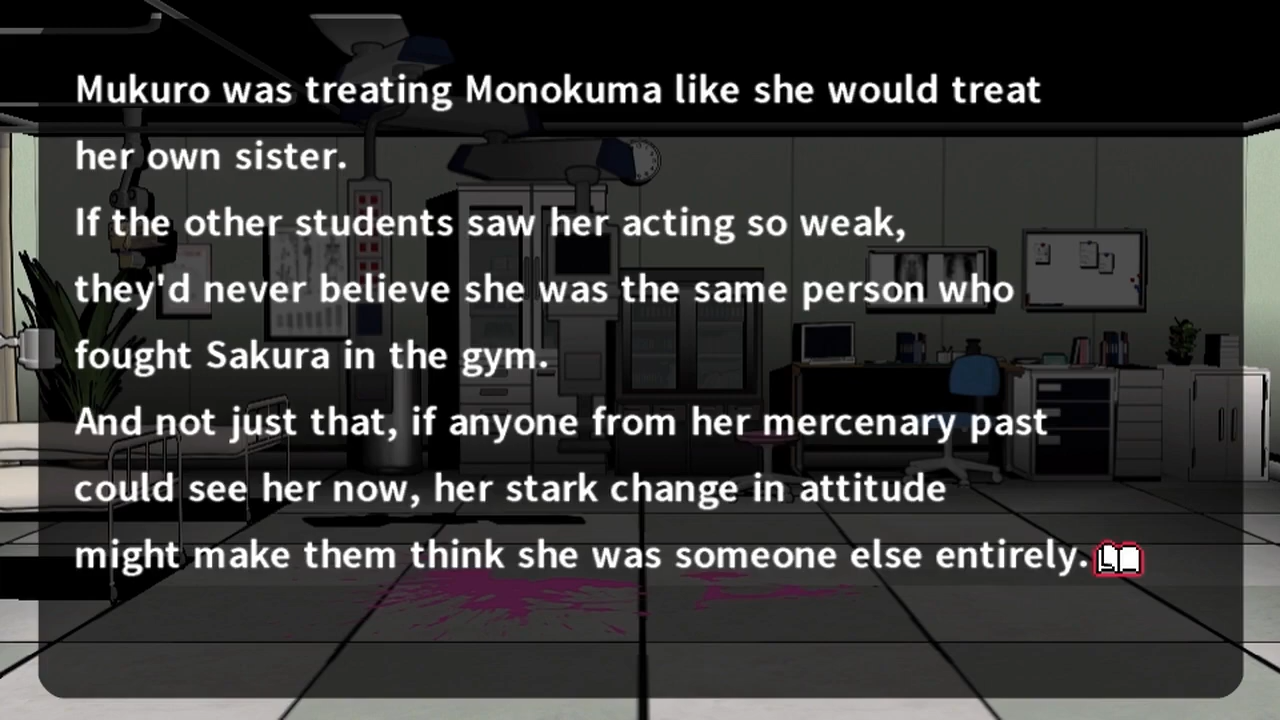 Mukuro was treating Monokuma like she would treat
her own sister.
If the other students saw her acting so weak,
they'd never believe she was the same person who
fought Sakura in the gym.
And not just that, if anyone from her mercenary past
could see her now, her stark change in attitude
might make them think she was someone else entirely.